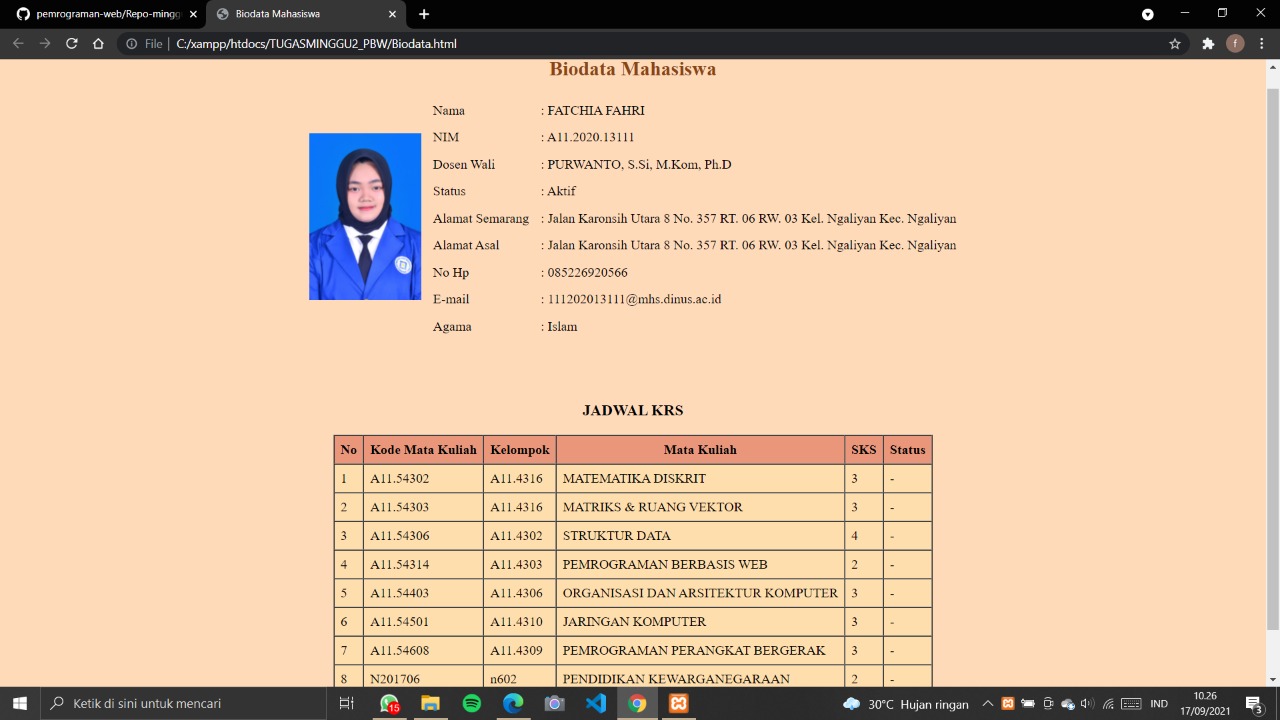 pemrograman-web/Repo-mingg
Biodata Mahasiswa
File | C:/xampp/htdocs/TUGASMINGGU2_PBW/Biodata.html
f
Biodata Mahasiswa
Nama : FATCHIA FAHRI
NIM : A11.2020.13111
Dosen Wali : PURWANTO, S.Si, M.Kom, Ph.D
Status : Aktif
Alamat Semarang : Jalan Karonsih Utara 8 No. 357 RT. 06 RW. 03 Kel. Ngaliyan Kec. Ngaliyan
Alamat Asal : Jalan Karonsih Utara 8 No. 357 RT. 06 RW. 03 Kel. Ngaliyan Kec. Ngaliyan
No Hp : 085226920566
E-mail : 111202013111@mhs.dinus.ac.id
Agama : Islam
JADWAL KRS
No Kode Mata Kuliah Kelompok Mata Kuliah SKS Status
1 A11.54302 A11.4316 MATEMATIKA DISKRIT 3 -
2 A11.54303 A11.4316 MATRIKS & RUANG VEKTOR 3 -
3 A11.54306 A11.4302 STRUKTUR DATA 4 -
4 A11.54314 A11.4303 PEMROGRAMAN BERBASIS WEB 2 -
5 A11.54403 A11.4306 ORGANISASI DAN ARSITEKTUR KOMPUTER 3 -
6 A11.54501 A11.4310 JARINGAN KOMPUTER 3 -
7 A11.54608 A11.4309 PEMROGRAMAN PERANGKAT BERGERAK 3 -
8 N201706 n602 PENDIDIKAN KEWARGANEGARAAN 2 -
Ketik di sini untuk mencari
15
30°C Hujan ringan
IND
10.26
17/09/2021
3